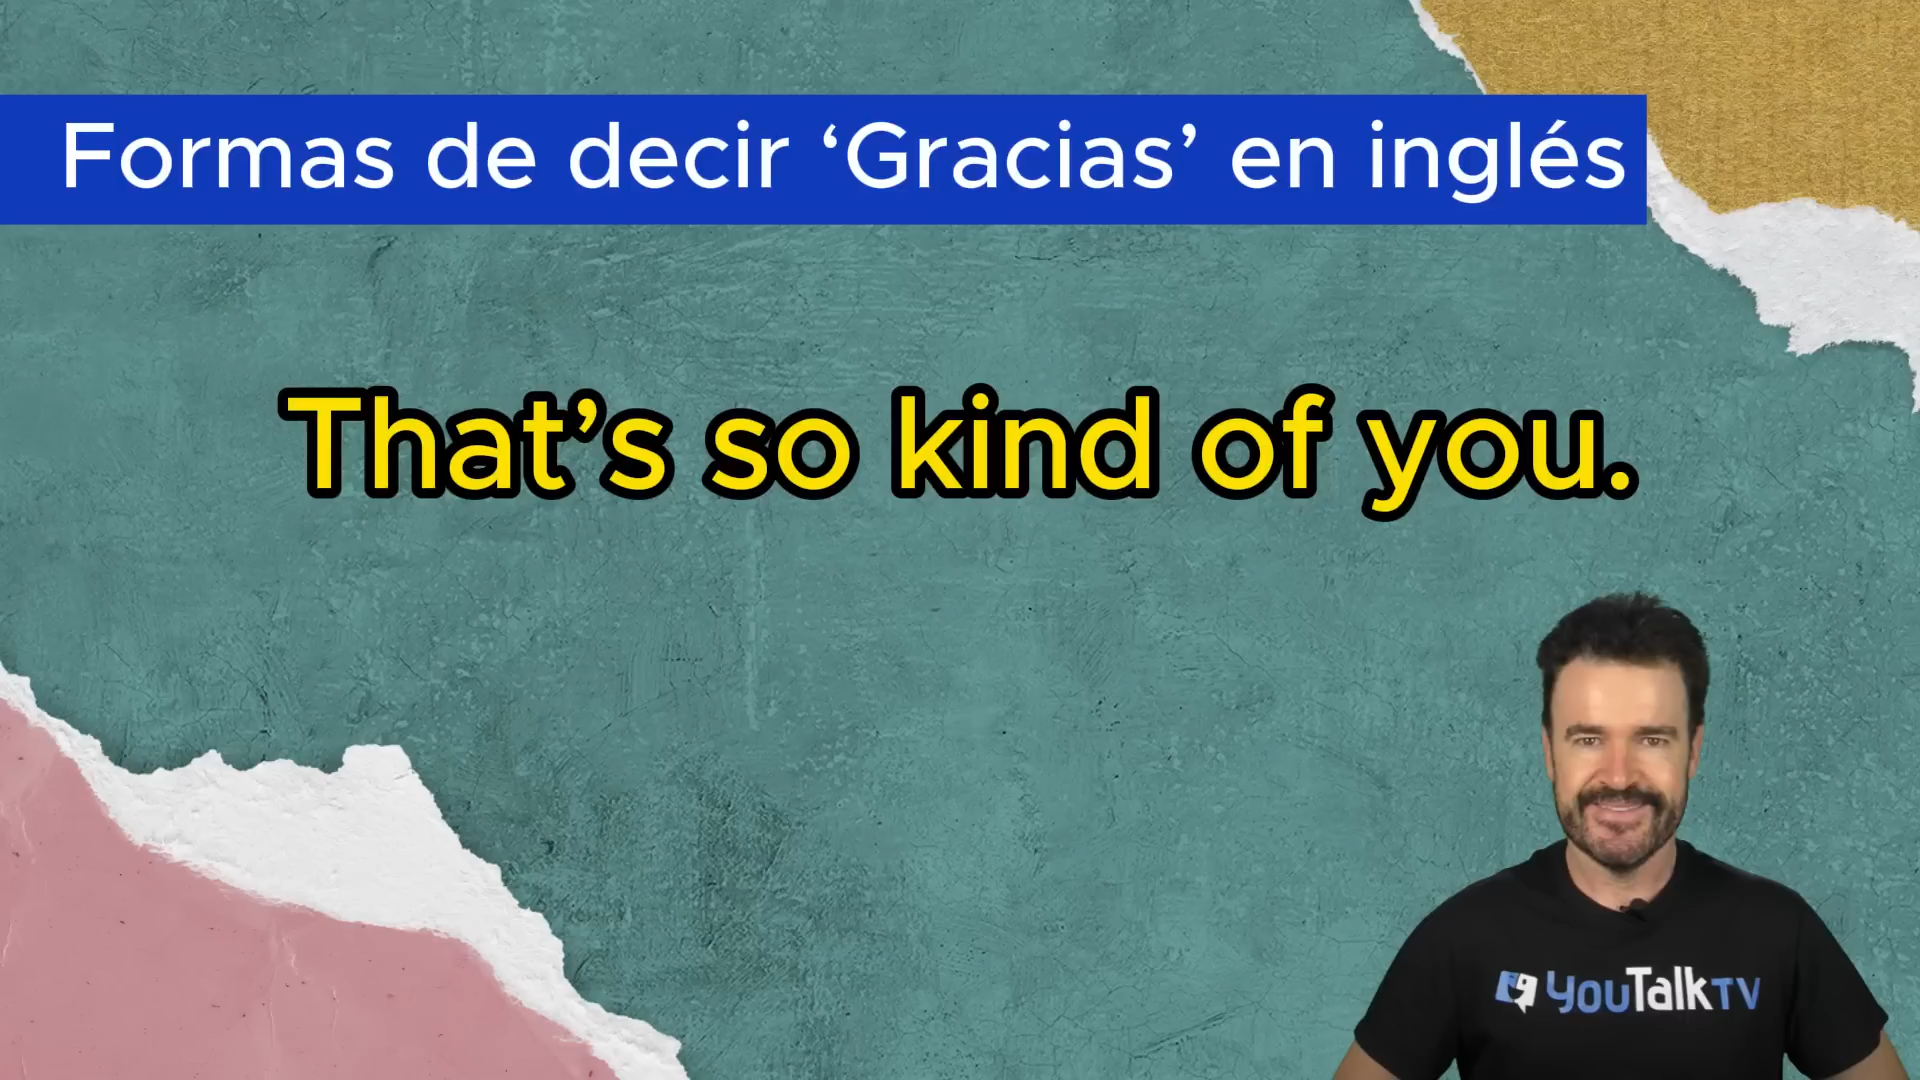 Formas de decir ‘Gracias’ en inglés
That’s so kind of you.
YouTalkTV